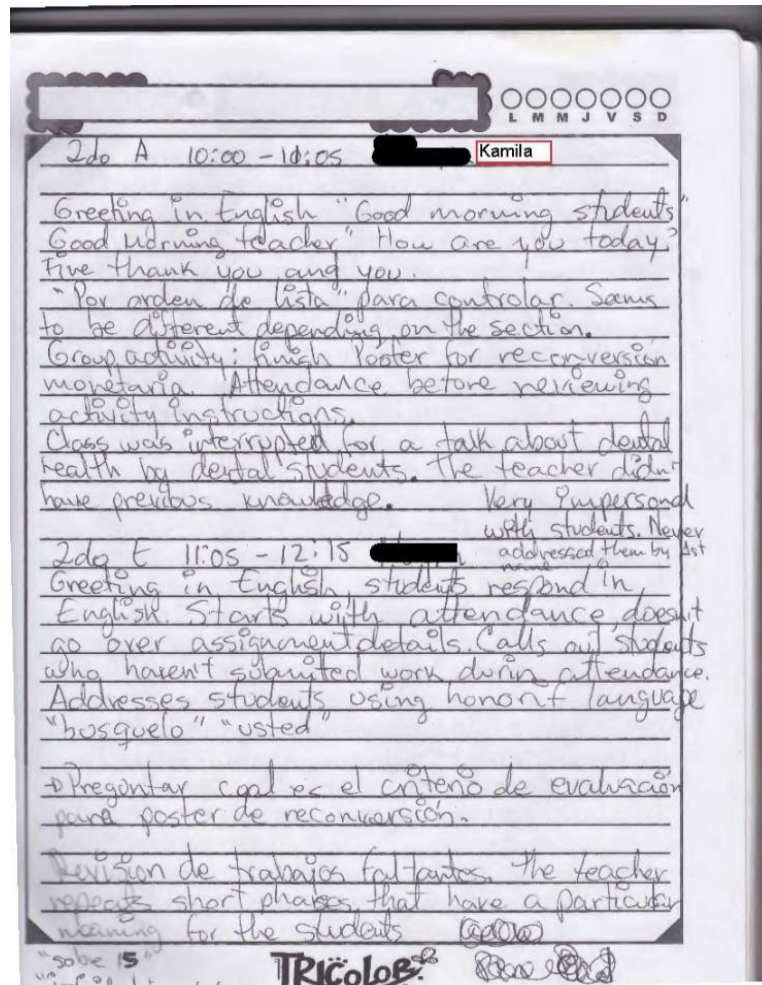 L M M J V S D
2do A 10:00 - 10:05 Kamila
Greeting in English "Good morning students"
Good Morning teacher" How are you today?
Fine thank you and you.
"Por orden de lista" para controlar. Seems
to be different depending on the section.
Group activity: finish Poster for reconversión
monetaria. Attendance before reviewing
activity instructions.
Class was interrupted for a talk about dental
health by dental students. The teacher didn'
have previous knowledge. Very impersonal
with students. Never
addressed them by 1st
name
2do E 11:05 - 12:15
Greeting in English, students respond in
English. Starts with attendance doesn't
go over assignment details. Calls out students
who haven't submited work durin attendance.
Addresses students using honorif language
"busquelo" "usted"
Preguntar cual es el criterio de evaluación
para poster de reconversión.
Revisión de trabajos faltantes. The teacher
repeats short phases that have a particular
meaning for the students
"sobe 15"
TRICOLOR